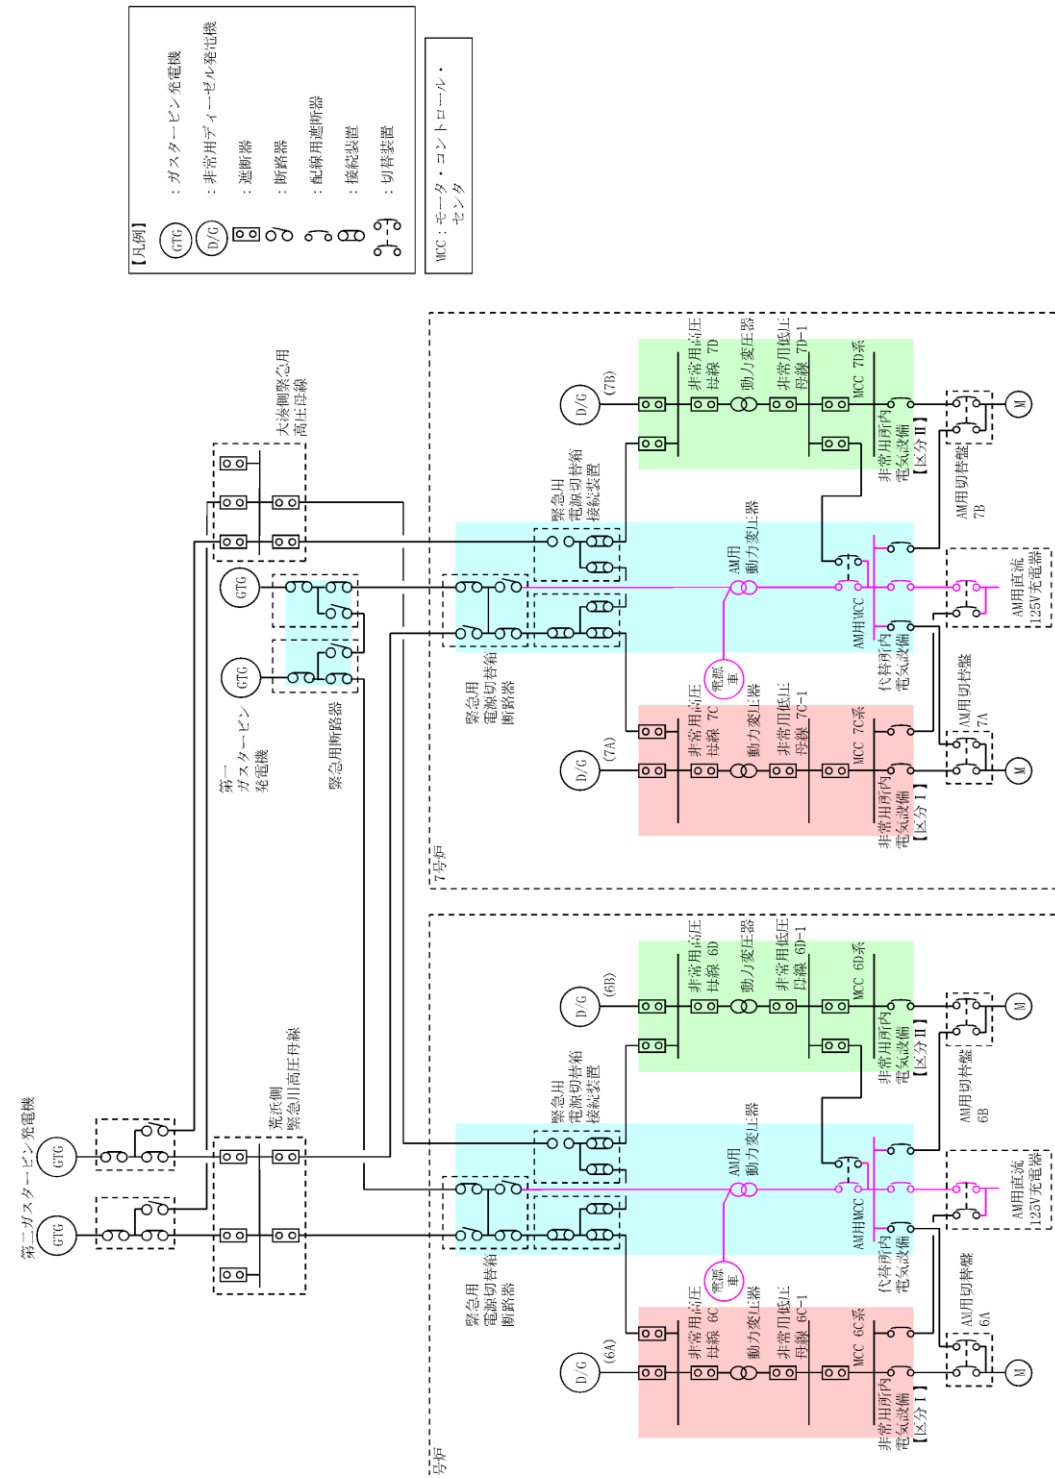 【凡例】
GTG
：ガスタービン発電機
D/G
：非常用ディーゼル発電機
：遮断器
：断路器
：配線用遮断器
：接続装置
：切替装置
MCC：モータ・コントロール・
センタ
第二ガスタービン発電機
GTG
GTG
荒浜側
緊急用高圧母線
大湊側緊急用
高圧母線
GTG
GTG
第一
ガスタービン
発電機
緊急用断路器
7号炉
緊急用
電源切替箱
断路器
緊急用
電源切替箱
接続装置
D/G
(7A)
D/G
(7B)
非常用高圧
母線 7C
動力変圧器
非常用低圧
母線 7C-1
MCC 7C系
非常用所内
電気設備
【区分Ⅰ】
電源
車
AM用
動力変圧器
AM用MCC
代替所内
電気設備
非常用高圧
母線 7D
動力変圧器
非常用低圧
母線 7D-1
MCC 7D系
非常用所内
電気設備
【区分Ⅱ】
AM用切替盤
7A
AM用直流
125V充電器
AM用切替盤
7B
M
M
号炉
緊急用
電源切替箱
断路器
緊急用
電源切替箱
接続装置
D/G
(6A)
D/G
(6B)
非常用高圧
母線 6C
動力変圧器
非常用低圧
母線 6C-1
MCC 6C系
非常用所内
電気設備
【区分Ⅰ】
電源
車
AM用
動力変圧器
AM用MCC
代替所内
電気設備
非常用高圧
母線 6D
動力変圧器
非常用低圧
母線 6D-1
MCC 6D系
非常用所内
電気設備
【区分Ⅱ】
AM用切替盤
6A
AM用直流
125V充電器
AM用切替盤
6B
M
M